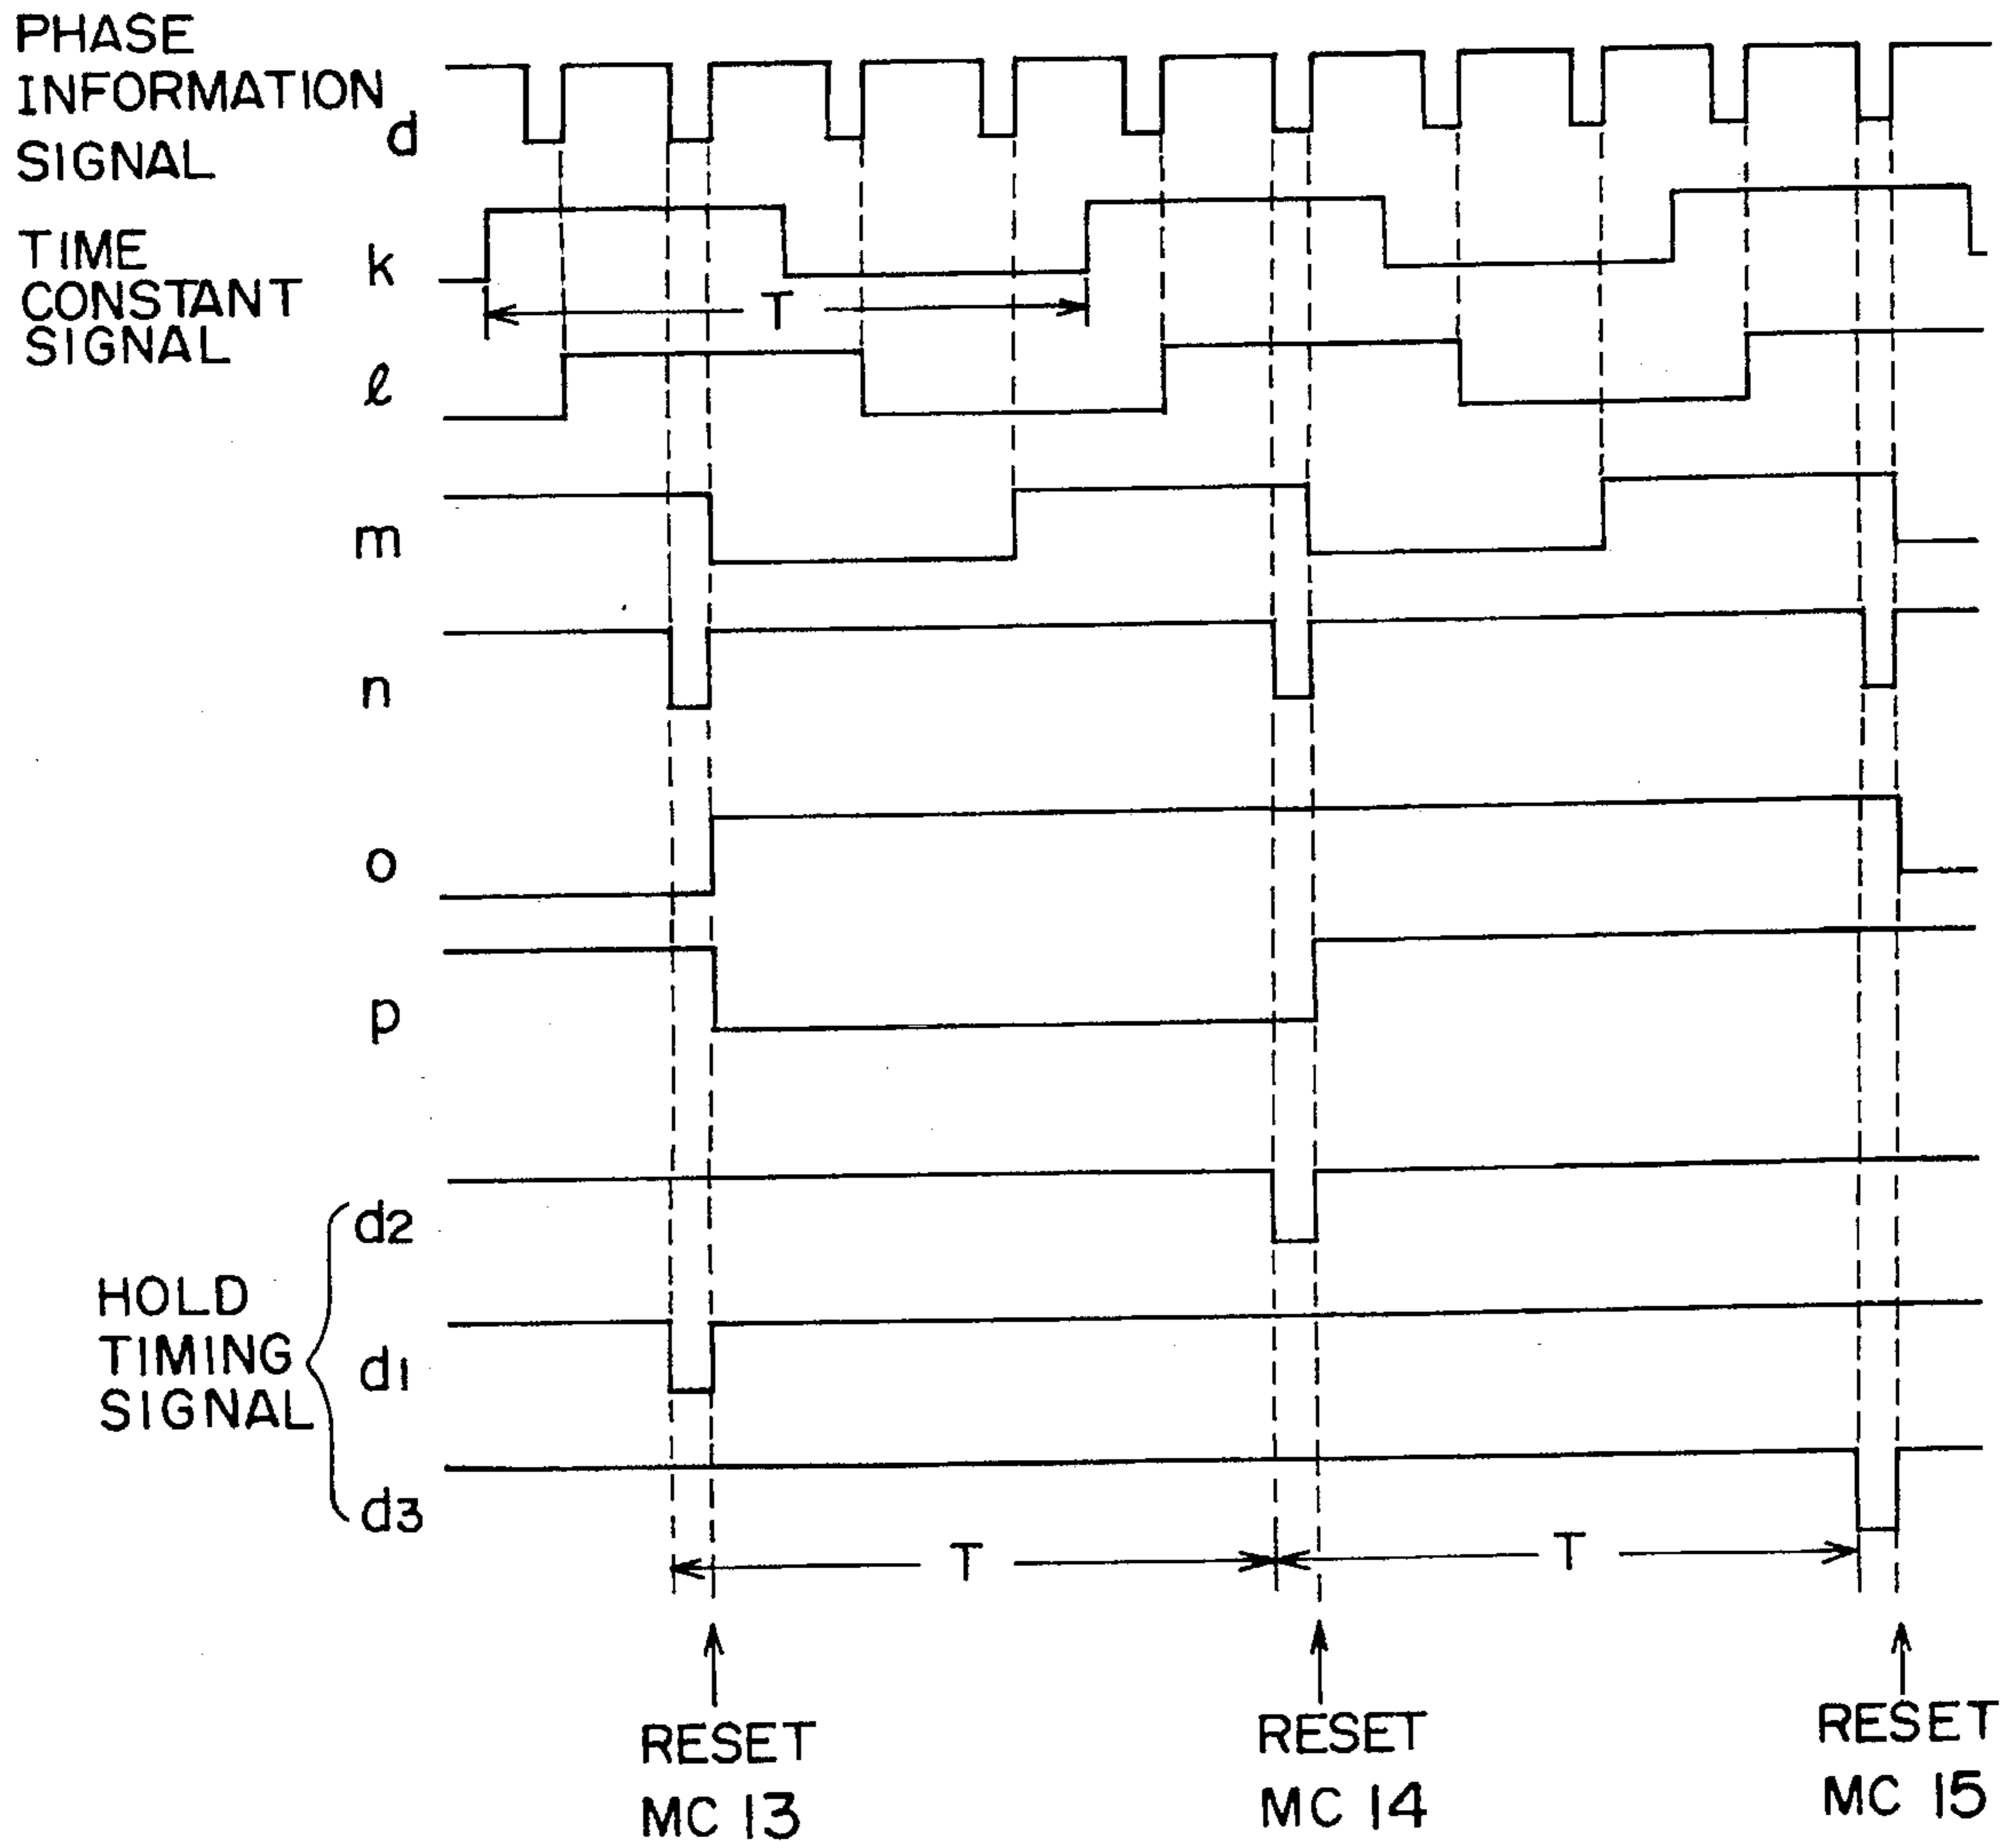 PHASE
INFORMATION
SIGNAL
d
TIME
CONSTANT
SIGNAL
k
T
ℓ
m
n
o
p
HOLD
TIMING
SIGNAL
d2
d1
d3
T
T
RESET
MC 13
RESET
MC 14
RESET
MC 15